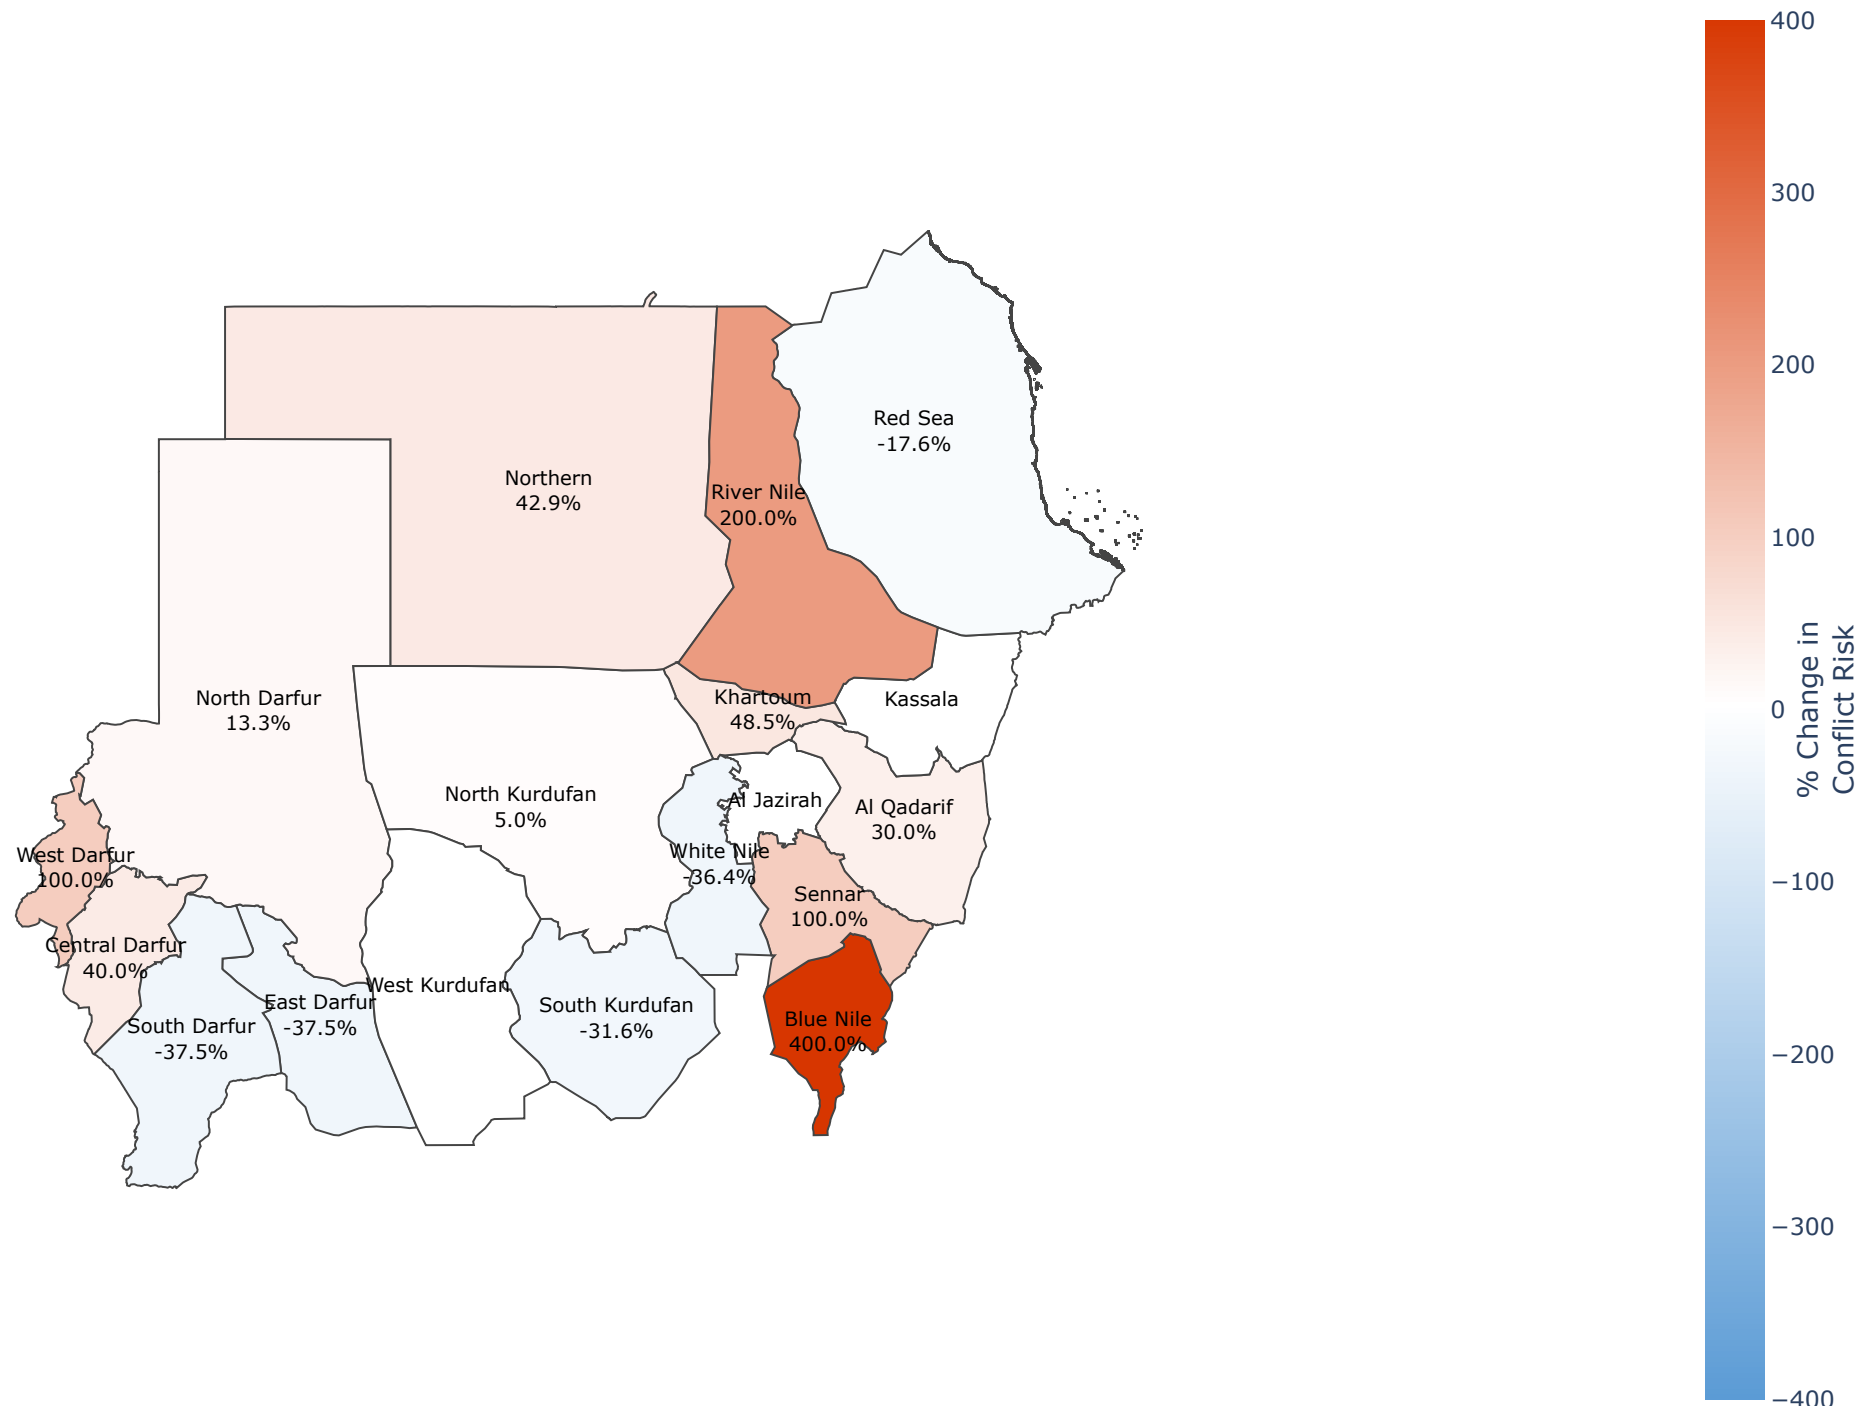 Red Sea
-17.6%
Northern
42.9%
River Nile
200.0%
North Darfur
13.3%
Khartoum
48.5%
Kassala
North Kurdufan
5.0%
Al Jazirah
Al Qadarif
30.0%
West Darfur
100.0%
White Nile
-36.4%
Sennar
100.0%
Central Darfur
40.0%
West Kurdufan
East Darfur
-37.5%
South Kurdufan
-31.6%
South Darfur
-37.5%
Blue Nile
400.0%
400
300
200
100
0
−100
−200
−300
−400
% Change in
Conflict Risk